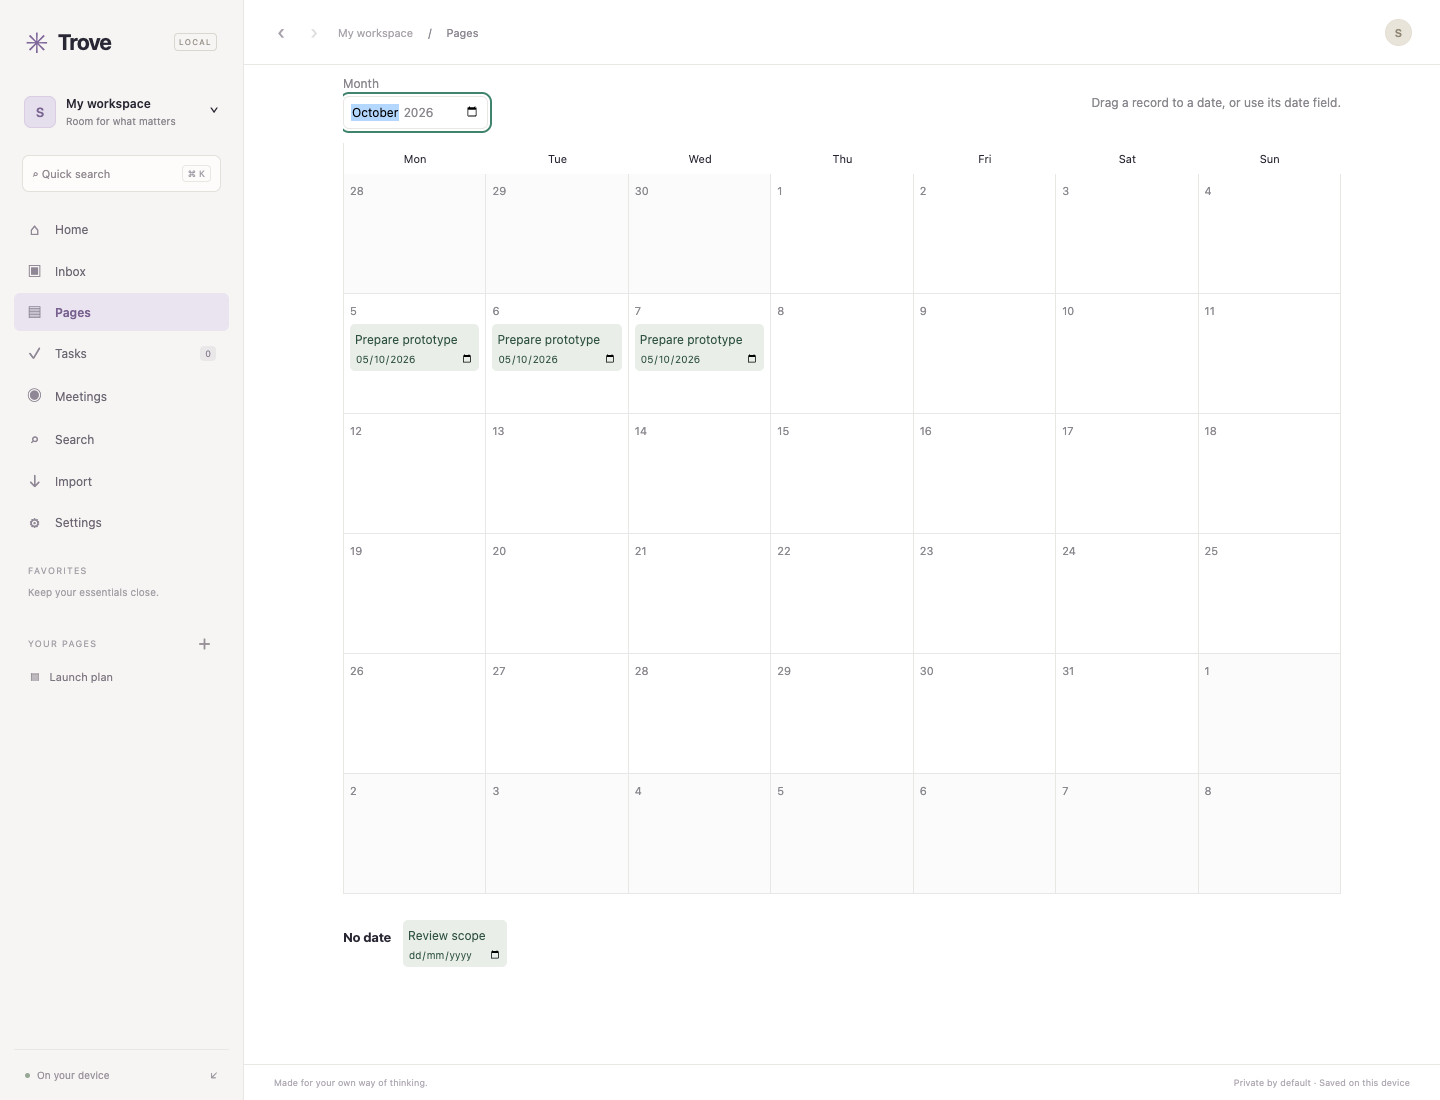 Trove
LOCAL
S
My workspace
Room for what matters
Quick search
⌘ K
Home
Inbox
Pages
Tasks
0
Meetings
Search
Import
Settings
FAVORITES
Keep your essentials close.
YOUR PAGES
Launch plan
On your device
My workspace / Pages
S
Month
October 2026
Drag a record to a date, or use its date field.
Mon Tue Wed Thu Fri Sat Sun
28 29 30 1 2 3 4
5 6 7 8 9 10 11
Prepare prototype Prepare prototype Prepare prototype
05/10/2026 05/10/2026 05/10/2026
12 13 14 15 16 17 18
19 20 21 22 23 24 25
26 27 28 29 30 31 1
2 3 4 5 6 7 8
No date
Review scope
dd/mm/yyyy
Made for your own way of thinking.
Private by default · Saved on this device